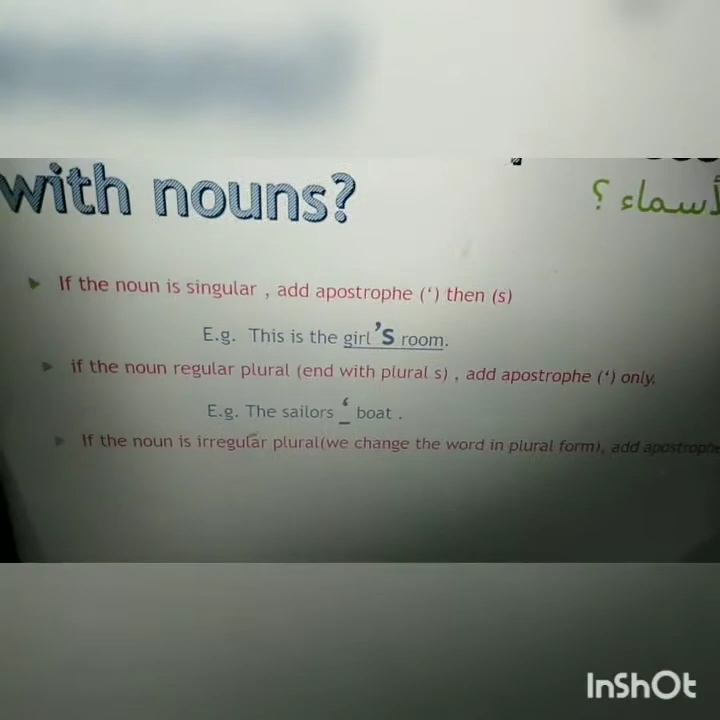 with nouns?
لأسماء ؟
If the noun is singular , add apostrophe (‘) then (s)
E.g. This is the girl’s room.
if the noun regular plural (end with plural s) , add apostrophe (‘) only.
E.g. The sailors ‘ boat .
If the noun is irregular plural(we change the word in plural form), add apostrophe
InShOt